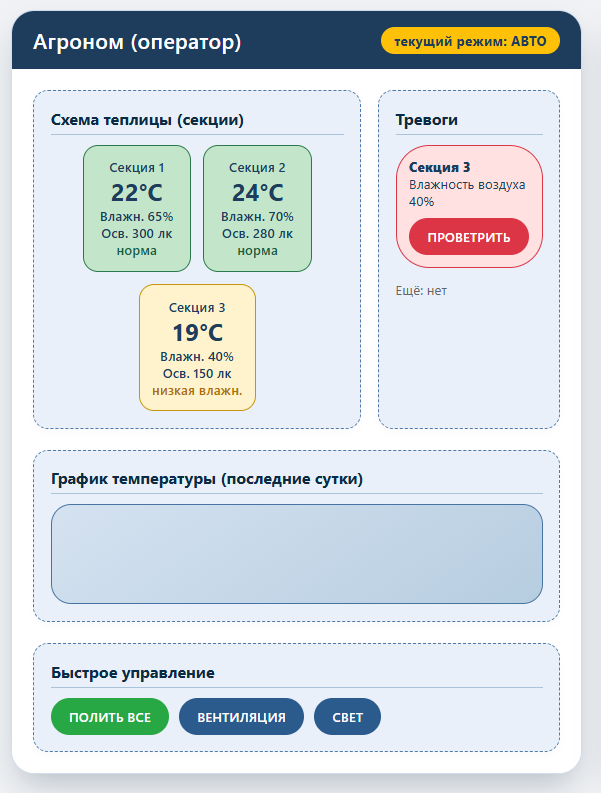 Агроном (оператор)
текущий режим: АВТО
Схема теплицы (секции)
Секция 1
22°C
Влажн. 65%
Осв. 300 лк
норма
Секция 2
24°C
Влажн. 70%
Осв. 280 лк
норма
Секция 3
19°C
Влажн. 40%
Осв. 150 лк
низкая влажн.
Тревоги
Секция 3
Влажность воздуха
40%
ПРОВЕТРИТЬ
Ещё: нет
График температуры (последние сутки)
Быстрое управление
ПОЛИТЬ ВСЕ
ВЕНТИЛЯЦИЯ
СВЕТ